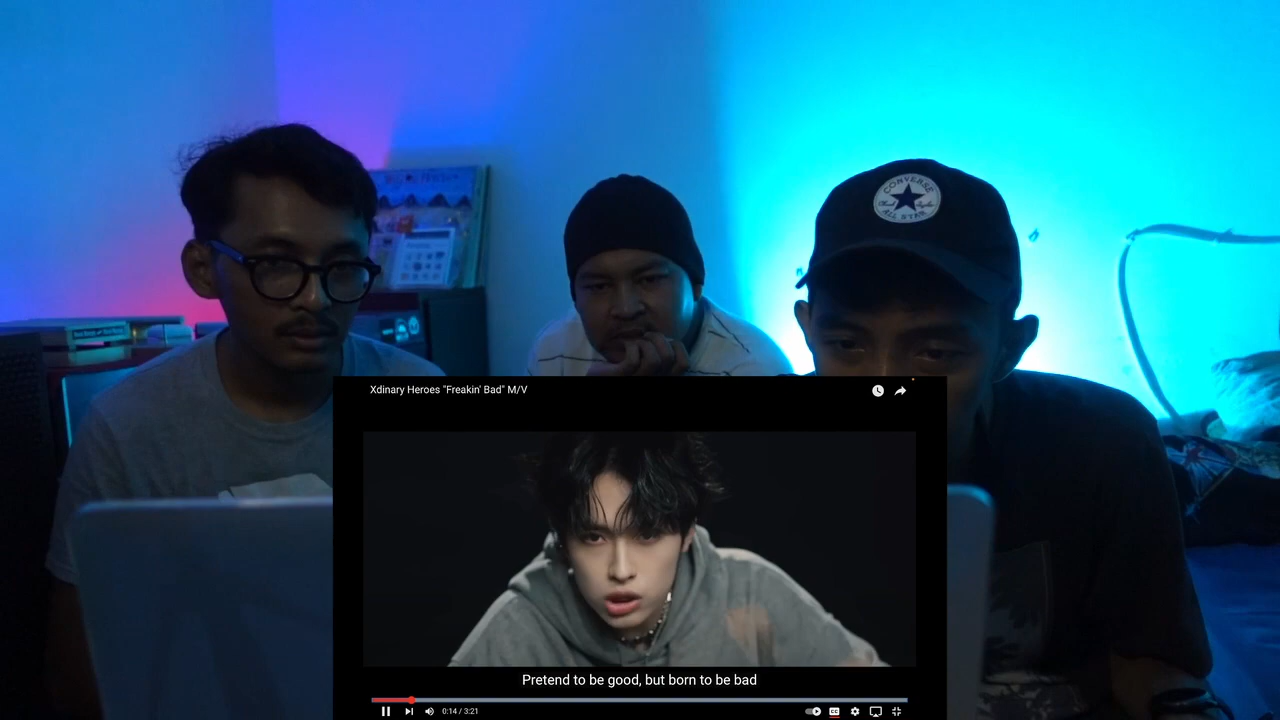 CONVERSE
ALL STAR
Xdinary Heroes "Freakin' Bad" M/V
Pretend to be good, but born to be bad
0:14 / 3:21